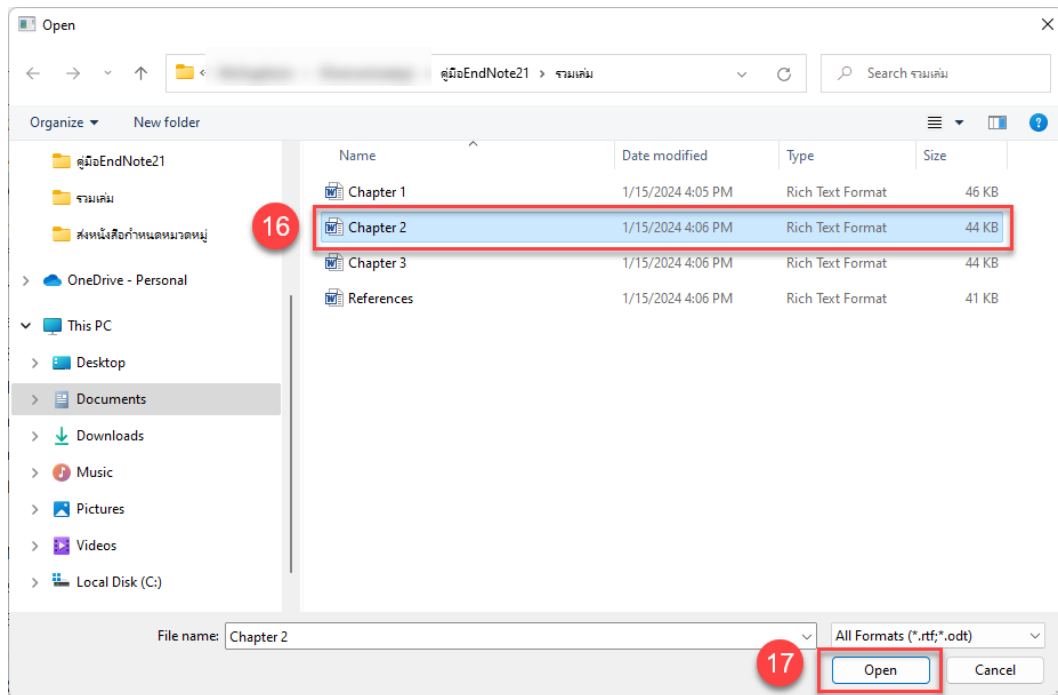 Open
« คู่มือEndNote21 › รวมเล่ม
Search รวมเล่ม
Organize New folder
Name Date modified Type Size
คู่มือEndNote21
รวมเล่ม
ส่งหนังสือกำหนดหมวดหมู่
OneDrive - Personal
This PC
Desktop
Documents
Downloads
Music
Pictures
Videos
Local Disk (C:)
Chapter 1 1/15/2024 4:05 PM Rich Text Format 46 KB
16 Chapter 2 1/15/2024 4:06 PM Rich Text Format 44 KB
Chapter 3 1/15/2024 4:06 PM Rich Text Format 44 KB
References 1/15/2024 4:06 PM Rich Text Format 41 KB
File name: Chapter 2 All Formats (*.rtf;*.odt)
17 Open Cancel